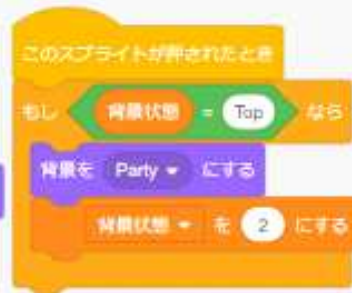 このスプライトが押されたとき
もし 背景状態 = Top なら
背景を Party にする
背景状態 を 2 にする